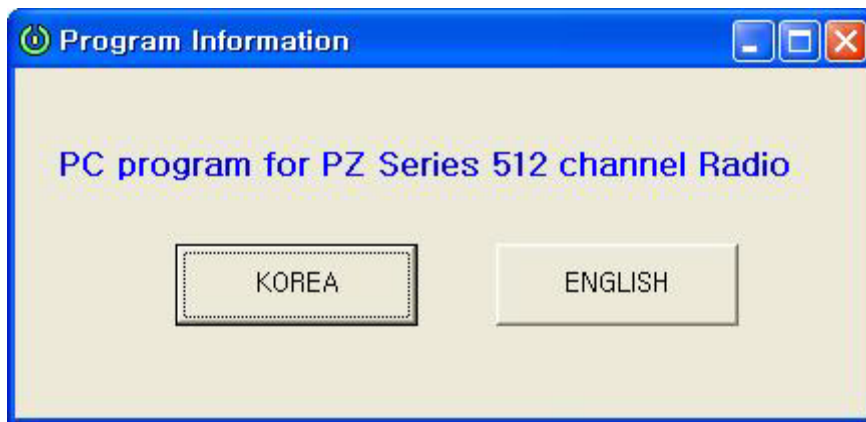 Program Information
PC program for PZ Series 512 channel Radio
KOREA ENGLISH